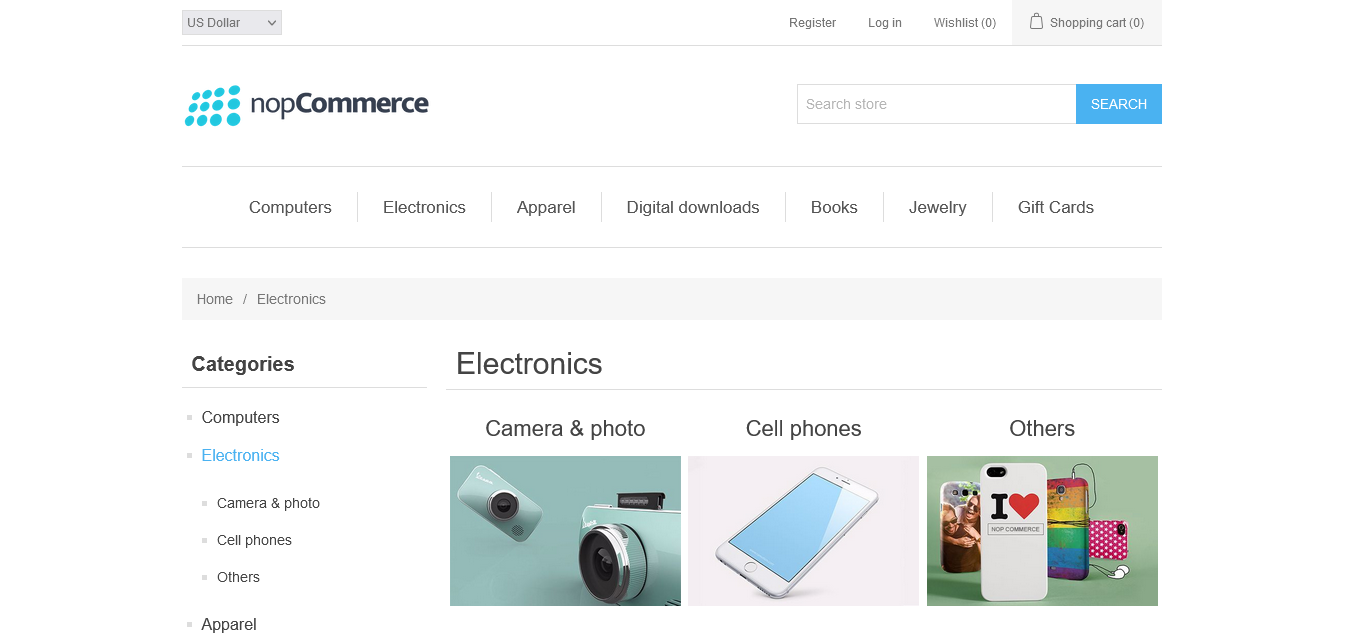 US Dollar
Register
Log in
Wishlist (0)
Shopping cart (0)
nopCommerce
Search store
SEARCH
Computers
Electronics
Apparel
Digital downloads
Books
Jewelry
Gift Cards
Home / Electronics
Categories
Computers
Electronics
Camera & photo
Cell phones
Others
Apparel
Electronics
Camera & photo
Cell phones
Others
I
NOP COMMERCE